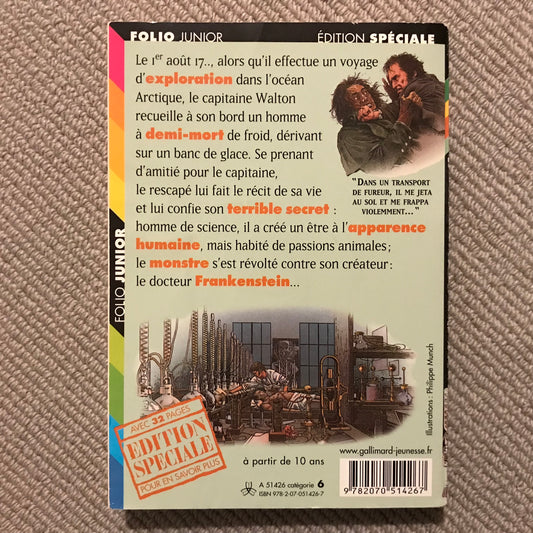 FOLIO JUNIOR
ÉDITION SPÉCIALE
Le 1er août 17.., alors qu'il effectue un voyage
d'exploration dans l'océan
Arctique, le capitaine Walton
recueille à son bord un homme
à demi-mort de froid, dérivant
sur un banc de glace. Se prenant
d'amitié pour le capitaine,
le rescapé lui fait le récit de sa vie
et lui confie son terrible secret :
homme de science, il a créé un être à l'apparence
humaine, mais habité de passions animales ;
le monstre s'est révolté contre son créateur :
le docteur Frankenstein...
"DANS UN TRANSPORT
DE FUREUR, IL ME JETA
AU SOL ET ME FRAPPA
VIOLEMMENT..."
FOLIO JUNIOR
Illustrations : Philippe Munch
AVEC 32 PAGES
EDITION
SPECIALE
POUR EN SAVOIR PLUS
à partir de 10 ans
www.gallimard-jeunesse.fr
A 51426 catégorie 6
ISBN 978-2-07-051426-7
9 782070 514267